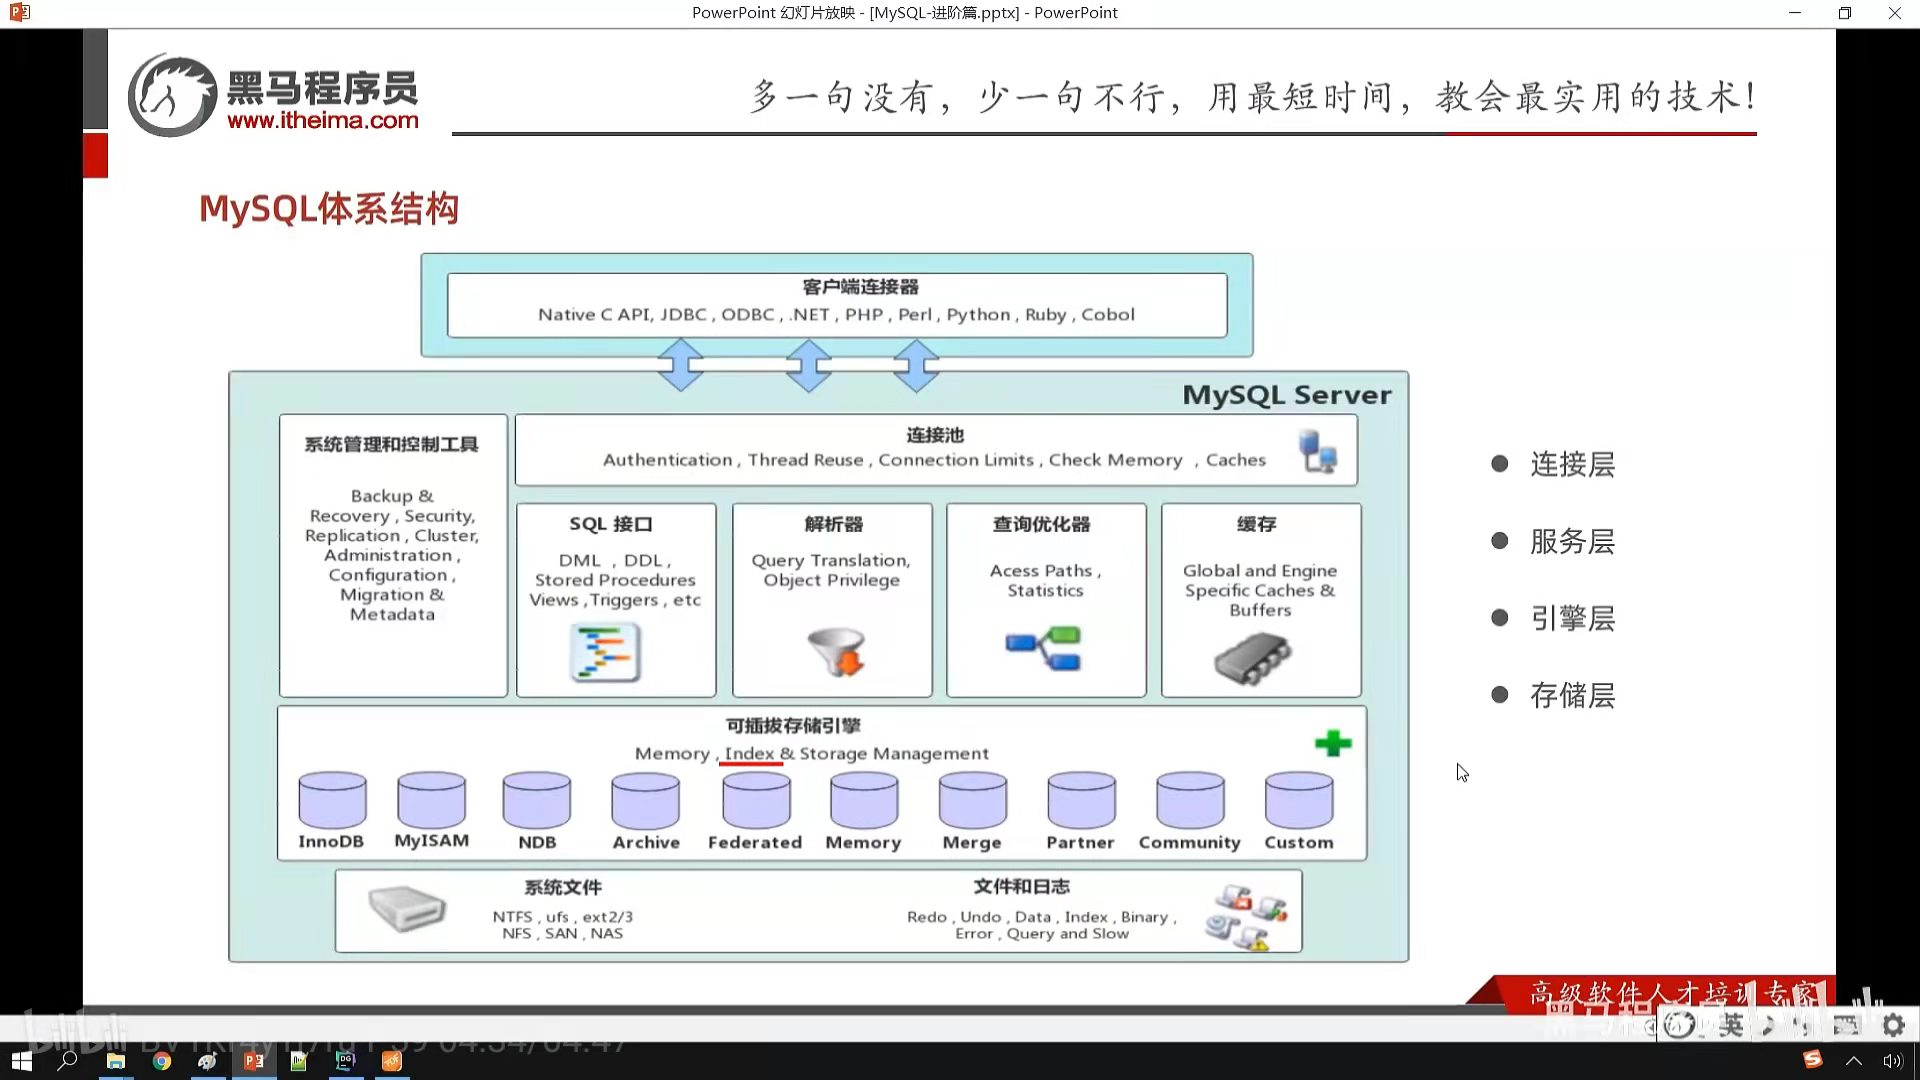 PowerPoint 幻灯片放映 - [MySQL-进阶篇.pptx] - PowerPoint
黑马程序员
www.itheima.com
多一句没有，少一句不行，用最短时间，教会最实用的技术！
MySQL体系结构
客户端连接器
Native C API, JDBC , ODBC , .NET , PHP , Perl , Python , Ruby , Cobol
MySQL Server
系统管理和控制工具
Backup &
Recovery , Security,
Replication , Cluster,
Administration ,
Configuration ,
Migration &
Metadata
连接池
Authentication , Thread Reuse , Connection Limits , Check Memory , Caches
SQL 接口
DML , DDL ,
Stored Procedures
Views ,Triggers , etc
解析器
Query Translation,
Object Privilege
查询优化器
Acess Paths ,
Statistics
缓存
Global and Engine
Specific Caches &
Buffers
可插拔存储引擎
Memory , Index & Storage Management
InnoDB MyISAM NDB Archive Federated Memory Merge Partner Community Custom
系统文件
NTFS , ufs , ext2/3
NFS , SAN , NAS
文件和日志
Redo , Undo , Data , Index , Binary ,
Error , Query and Slow
● 连接层
● 服务层
● 引擎层
● 存储层
高级软件人才培训专家
bilibili
英